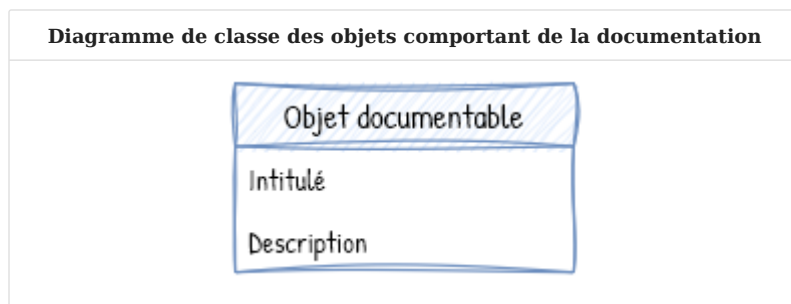 Diagramme de classe des objets comportant de la documentation
Objet documentable
Intitulé
Description